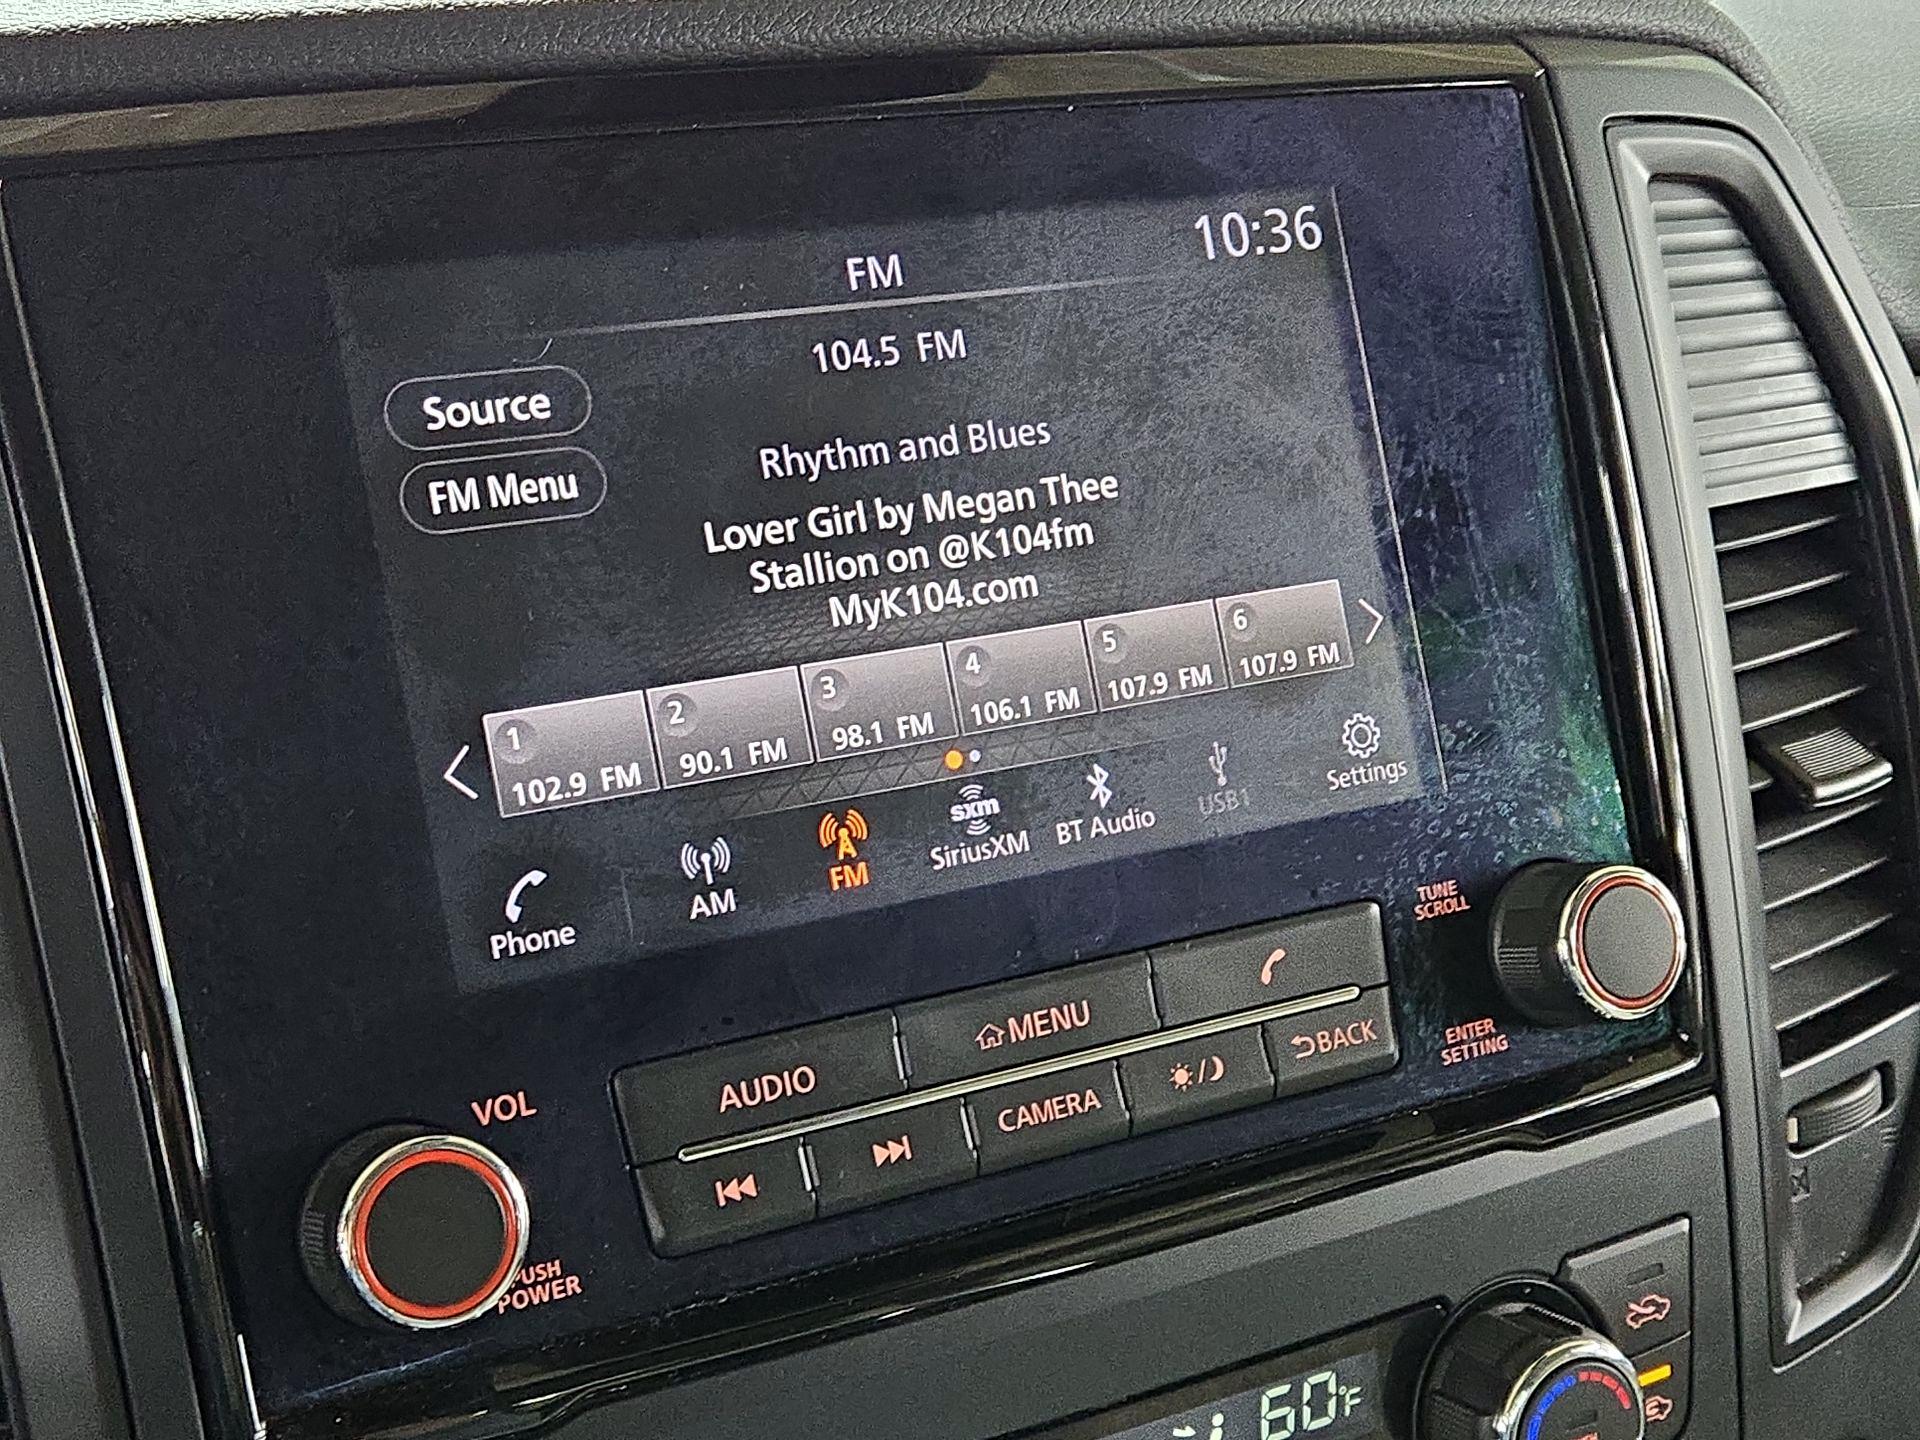 10:36
FM
104.5 FM
Source
Rhythm and Blues
FM Menu
Lover Girl by Megan Thee
Stallion on @K104fm
MyK104.com
1
102.9 FM
2
90.1 FM
3
98.1 FM
4
106.1 FM
5
107.9 FM
6
107.9 FM
Phone
AM
FM
sxm
SiriusXM
BT Audio
USB1
Settings
TUNE
SCROLL
AUDIO
MENU
ENTER
SETTING
VOL
CAMERA
BACK
PUSH
POWER
60°F